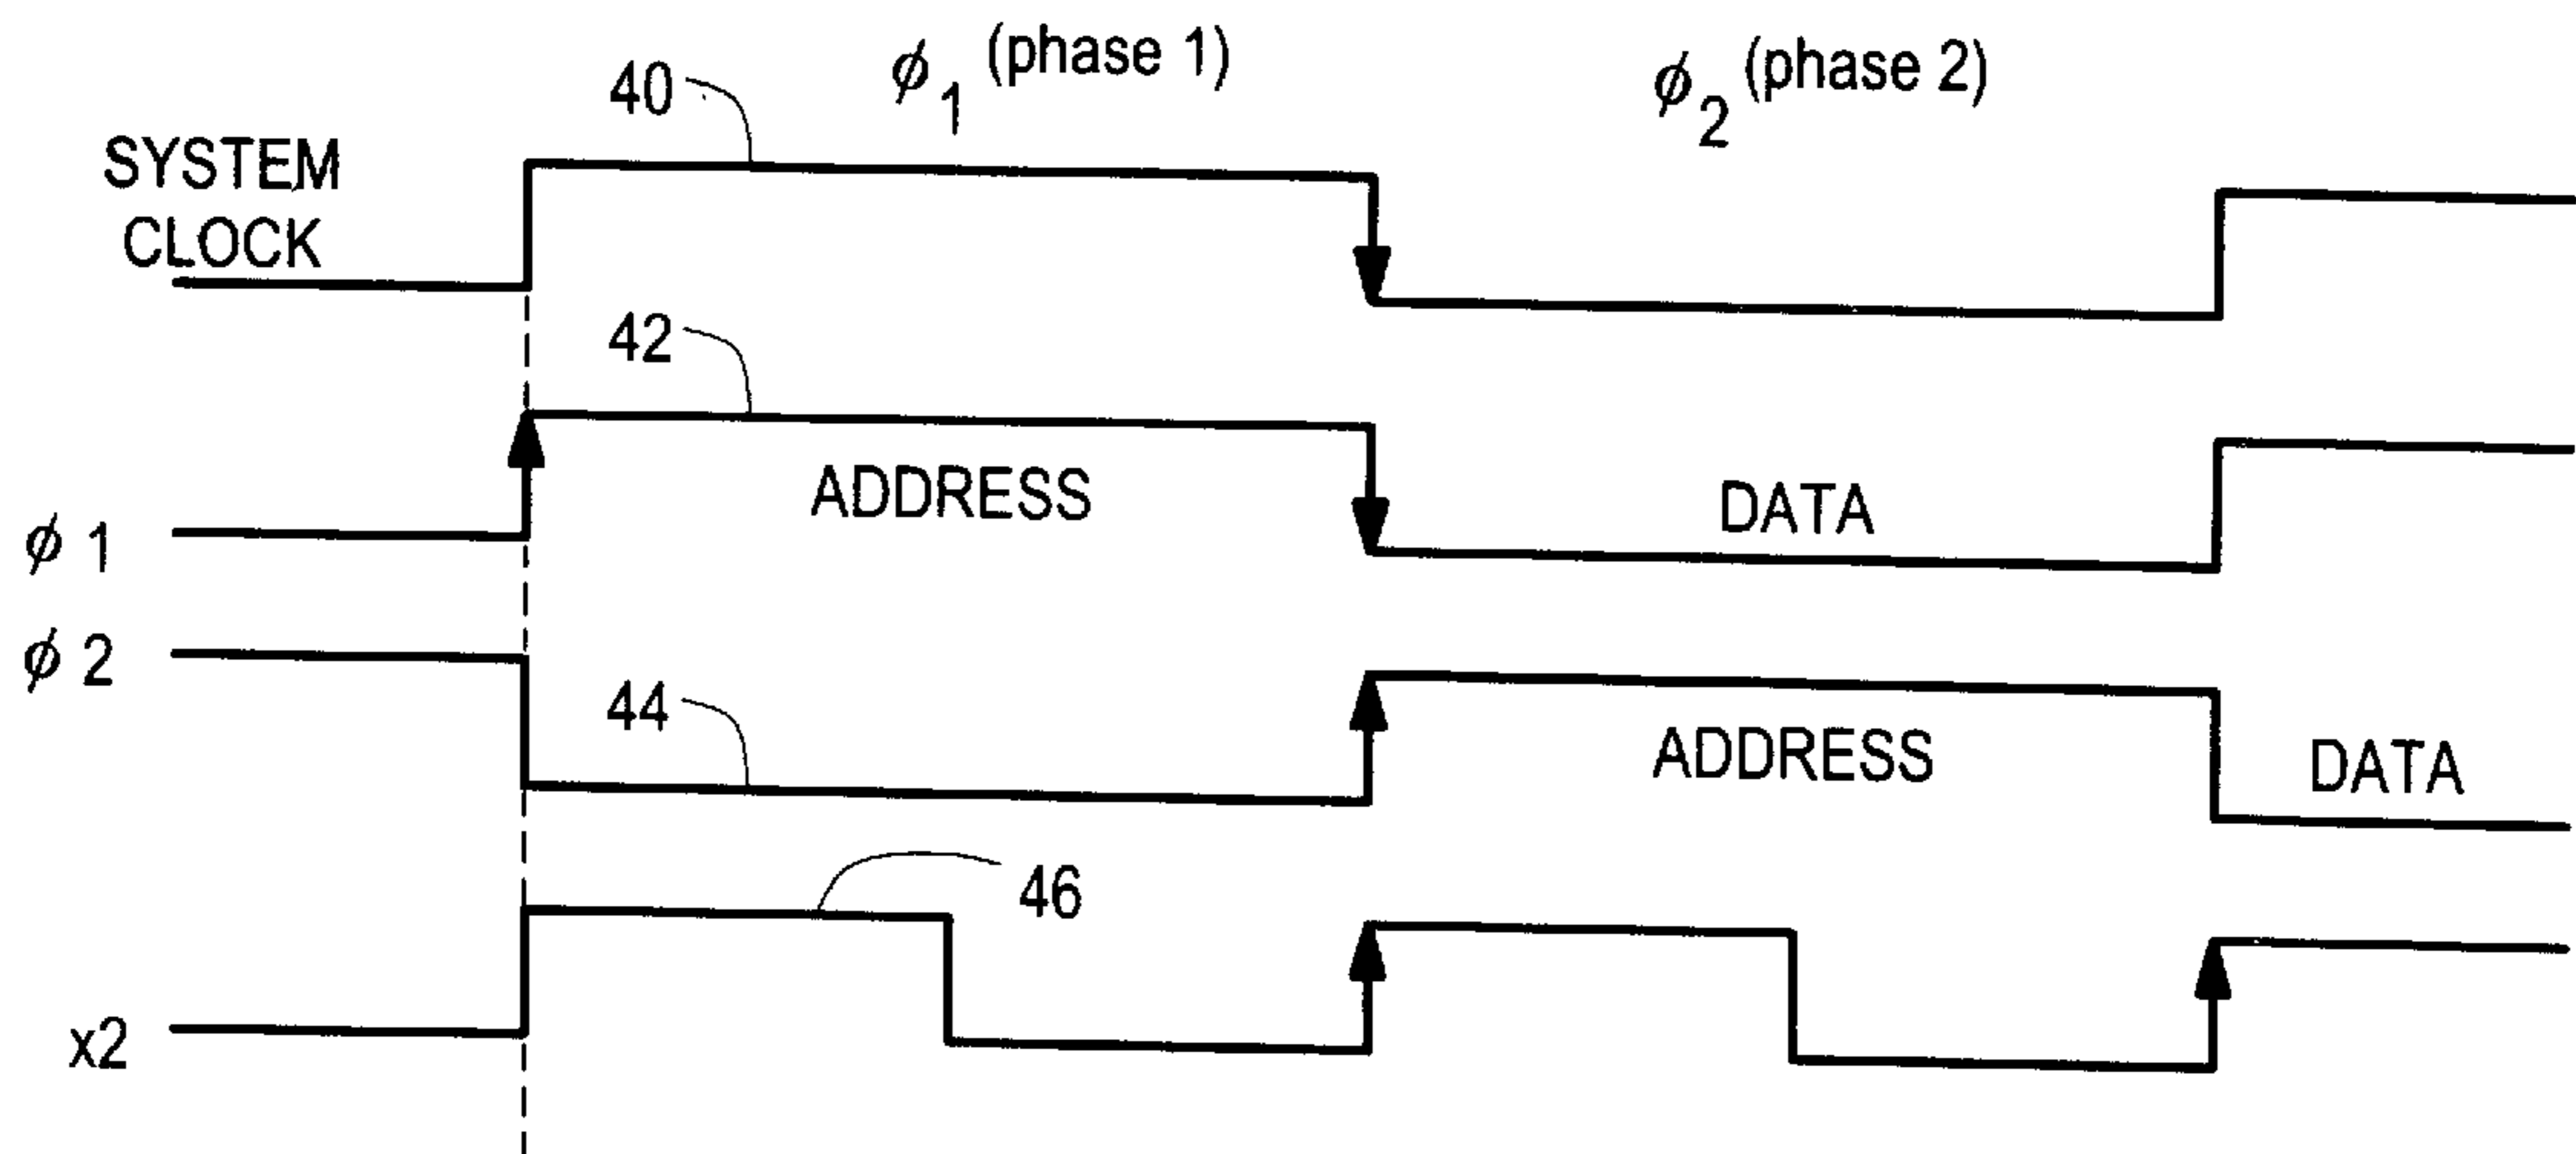 ϕ1 (phase 1)
ϕ2 (phase 2)
40
SYSTEM
CLOCK
42
ADDRESS
DATA
ϕ 1
ϕ 2
44
ADDRESS
DATA
46
x2